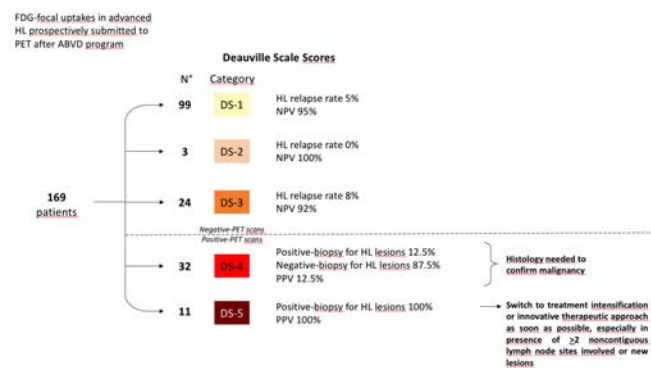 FDG-focal uptakes in advanced
HL prospectively submitted to
PET after ABVD program
Deauville Scale Scores
N° Category
99 DS-1 HL relapse rate 5%
NPV 95%
3 DS-2 HL relapse rate 0%
NPV 100%
169
patients
24 DS-3 HL relapse rate 8%
NPV 92%
Negative-PET scans
Positive-PET scans
32 DS-4 Positive-biopsy for HL lesions 12.5%
Negative-biopsy for HL lesions 87.5%
PPV 12.5%
Histology needed to
confirm malignancy
11 DS-5 Positive-biopsy for HL lesions 100%
PPV 100%
Switch to treatment intensification
or innovative therapeutic approach
as soon as possible, especially in
presence of ≥2 noncontiguous
lymph node sites involved or new
lesions